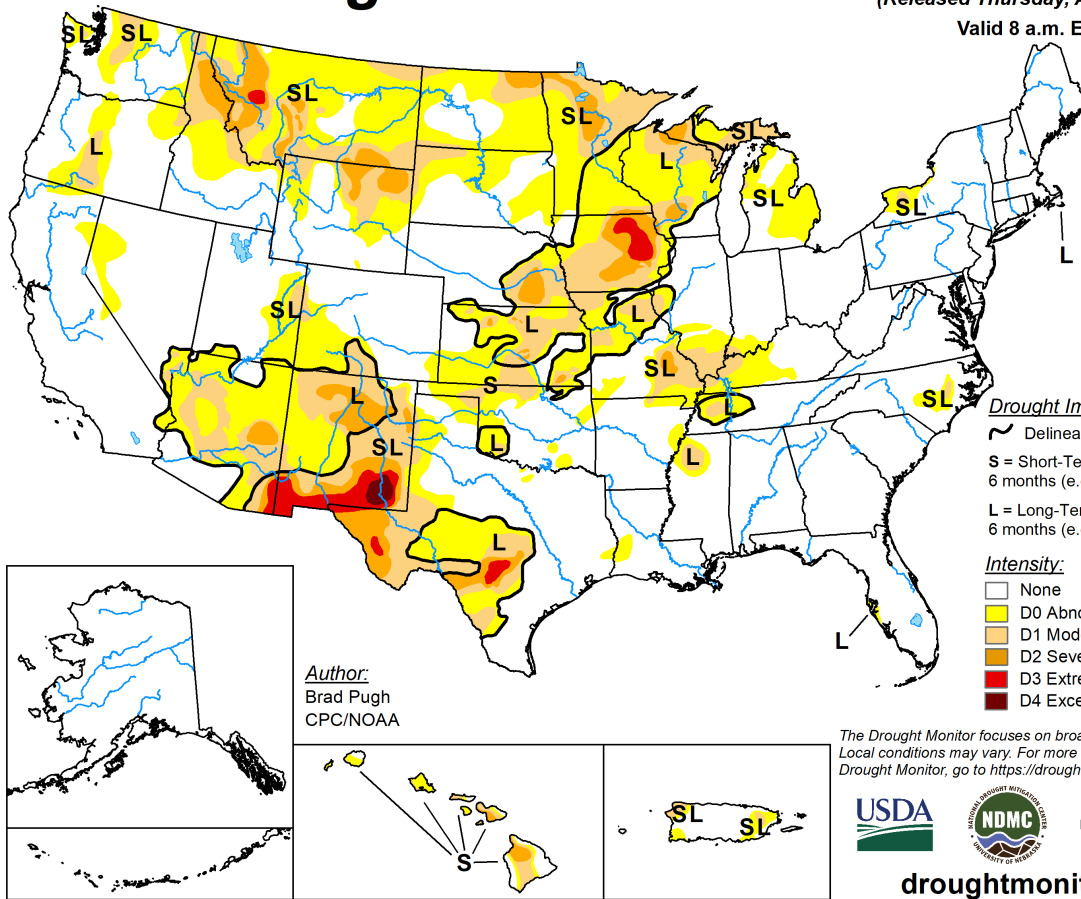 (Released Thursday,
Valid 8 a.m.
SL
SL
SL
L
SL
SL
L
SL
SL
L
SL
L
L
S
L
SL
SL
L
SL
L
L
L
SL
L
L
Drought
Delinea
S = Short-Te
6 months (e.
L = Long-Ter
6 months (e.
Intensity:
None
D0 Abno
D1 Mod
D2 Seve
D3 Extre
D4 Exce
Author:
Brad Pugh
CPC/NOAA
The Drought Monitor focuses on broa
Local conditions may vary. For more
Drought Monitor, go to https://drough
S
SL
SL
USDA
NATIONAL DROUGHT MITIGATION CENTER
NDMC
UNIVERSITY OF NEBRASKA
droughtmonit